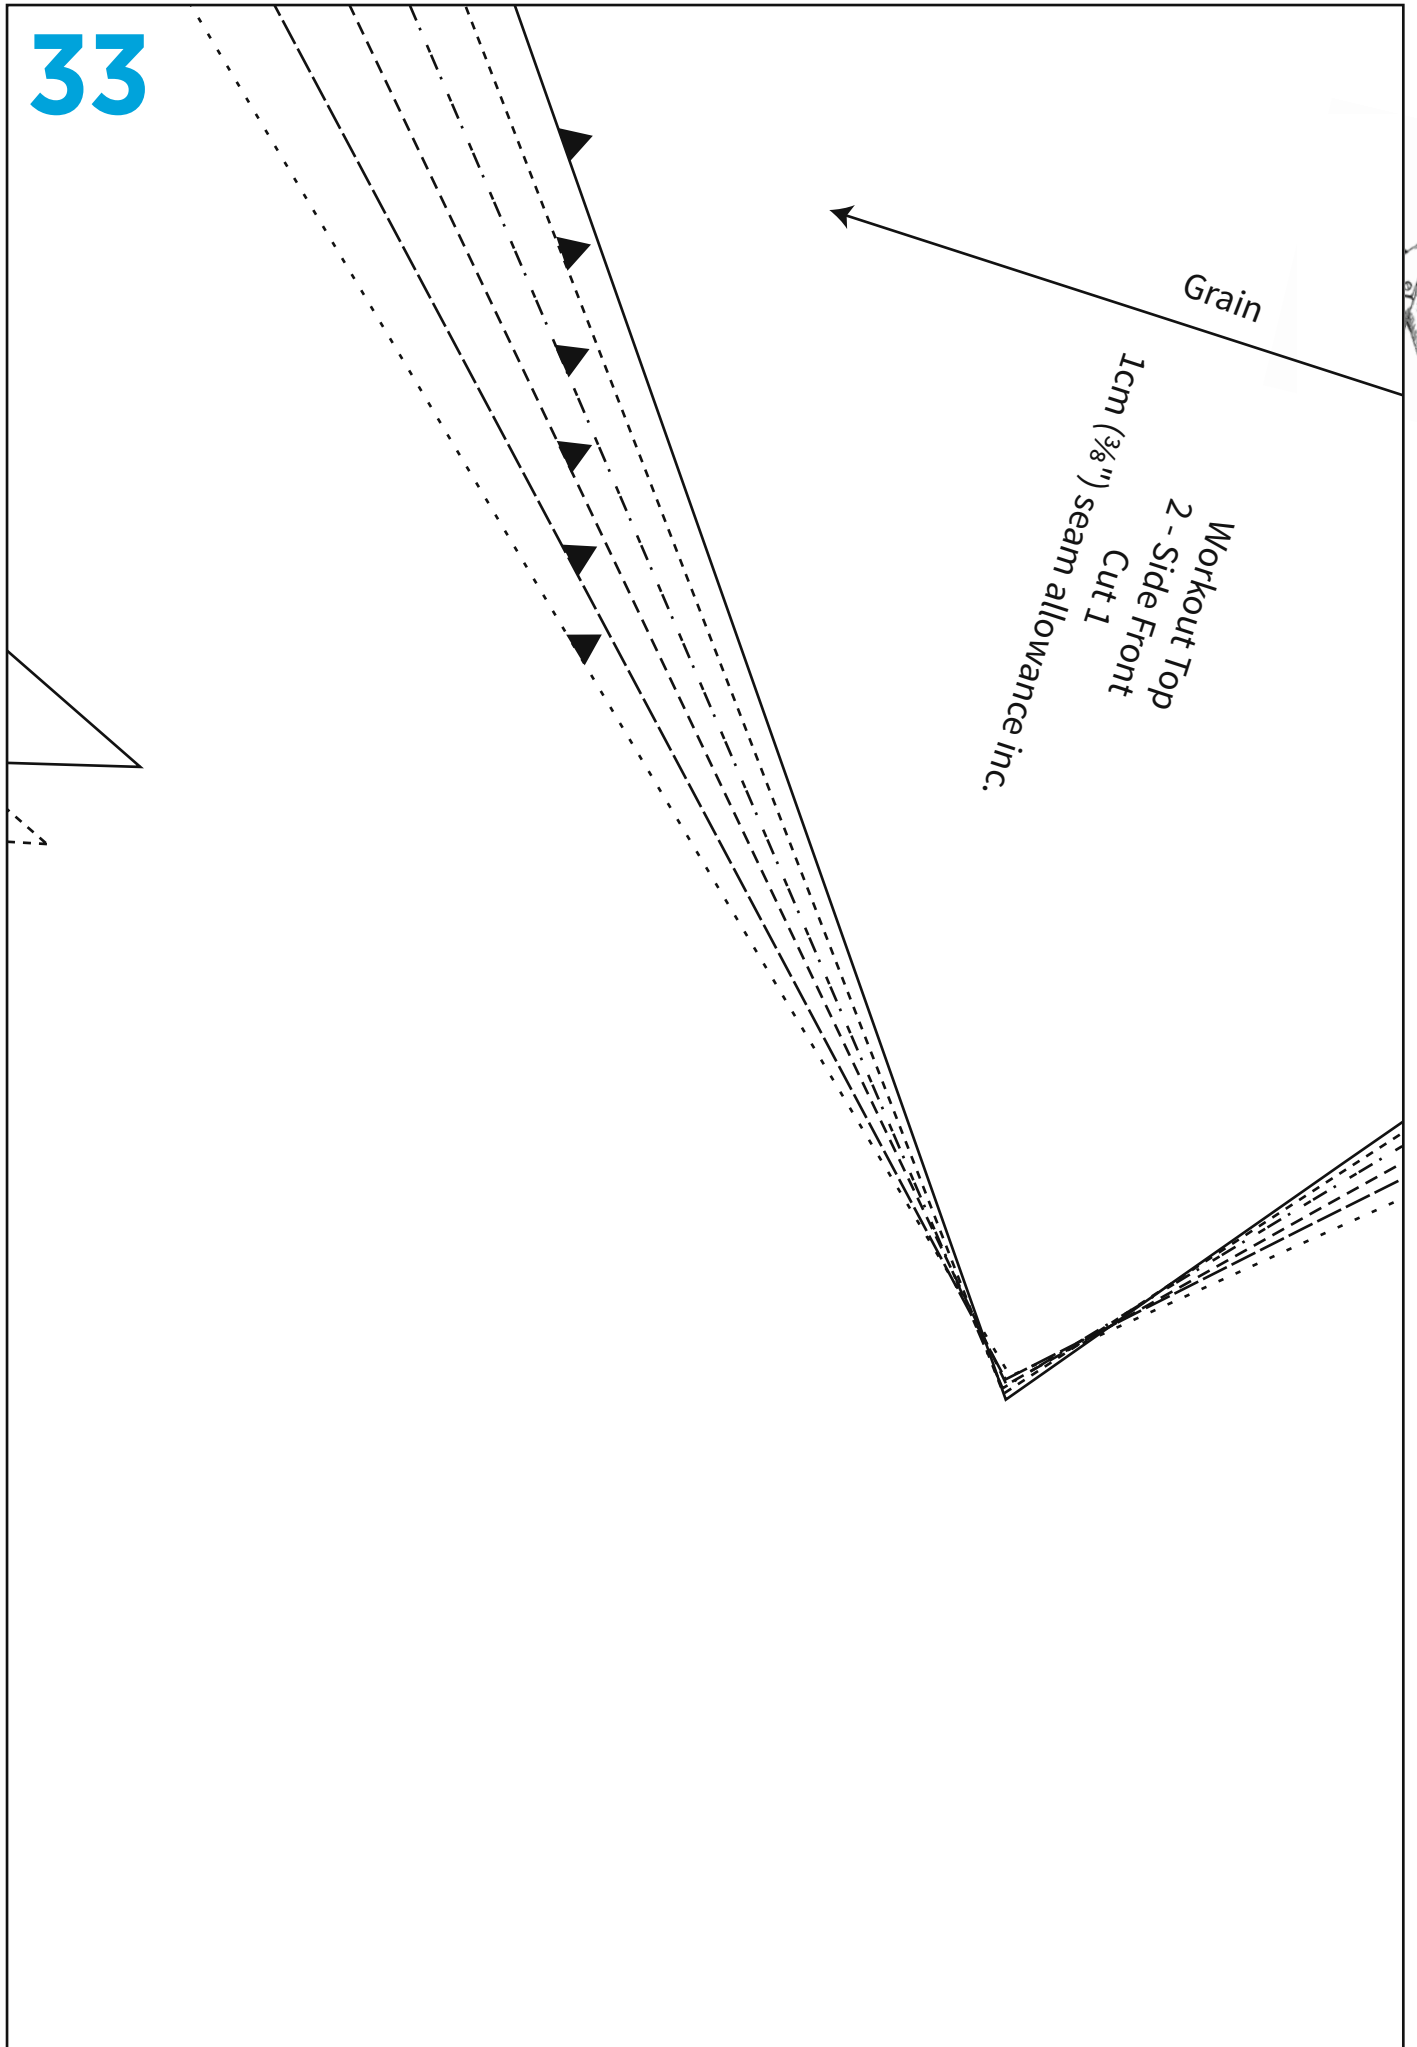 33
Grain
Workout Top
2 - Side Front
Cut 1
1cm (⅜") seam allowance inc.